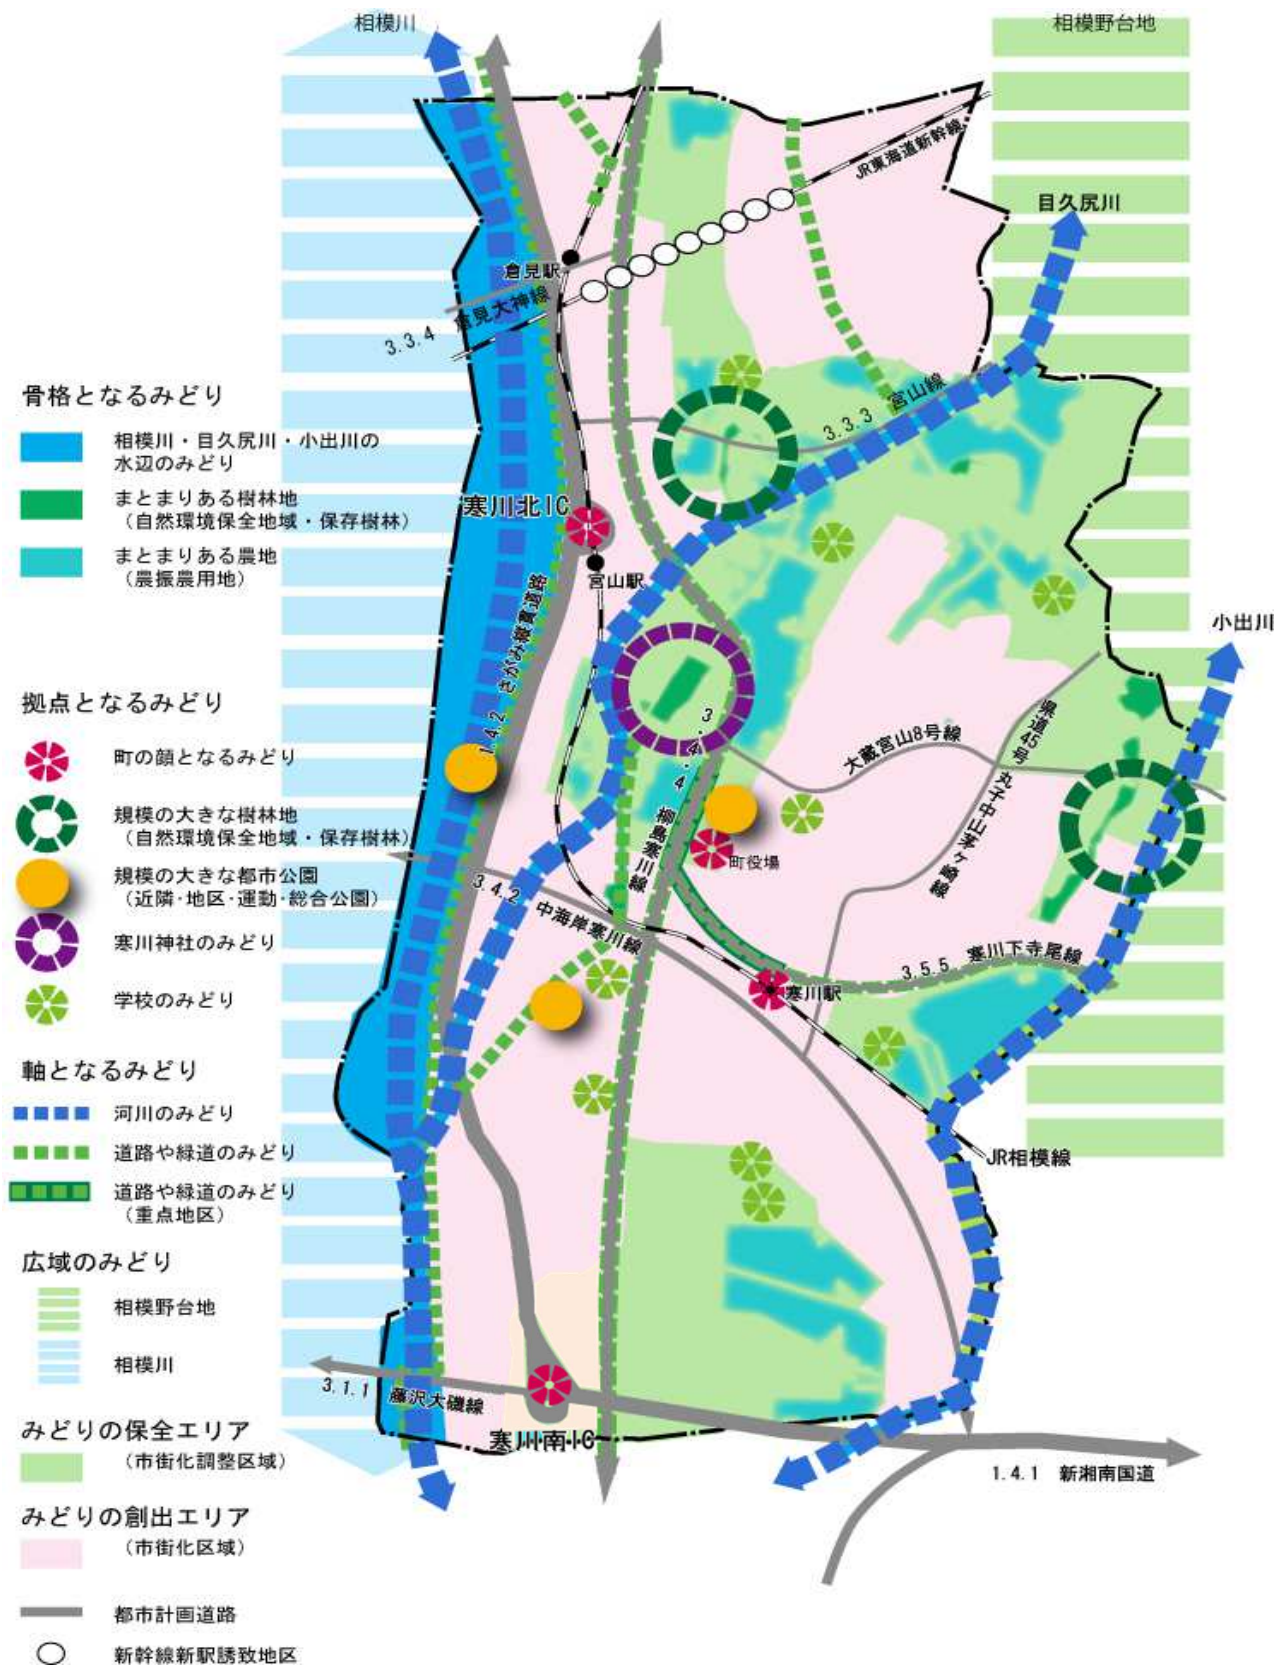 相模川
相模野台地
JR東海道新幹線
目久尻川
倉見駅
3.3.4 倉見大神線
骨格となるみどり
相模川・目久尻川・小出川の
水辺のみどり
まとまりある樹林地
（自然環境保全地域・保存樹林）
まとまりある農地
（農振農用地）
3.3.3 宮山線
寒川北IC
宮山駅
小出川
1.4.2 さがみ縦貫道路
拠点となるみどり
町の顔となるみどり
規模の大きな樹林地
（自然環境保全地域・保存樹林）
規模の大きな都市公園
（近隣・地区・運動・総合公園）
寒川神社のみどり
学校のみどり
3.4.4 柳島寒川線
大蔵宮山8号線
県道45号 丸子中山茅ヶ崎線
町役場
3.4.2 中海岸寒川線
3.5.5 寒川下寺尾線
寒川駅
軸となるみどり
河川のみどり
道路や緑道のみどり
道路や緑道のみどり
（重点地区）
JR相模線
広域のみどり
相模野台地
相模川
3.1.1 藤沢大磯線
寒川南IC
1.4.1 新湘南国道
みどりの保全エリア
（市街化調整区域）
みどりの創出エリア
（市街化区域）
都市計画道路
新幹線新駅誘致地区